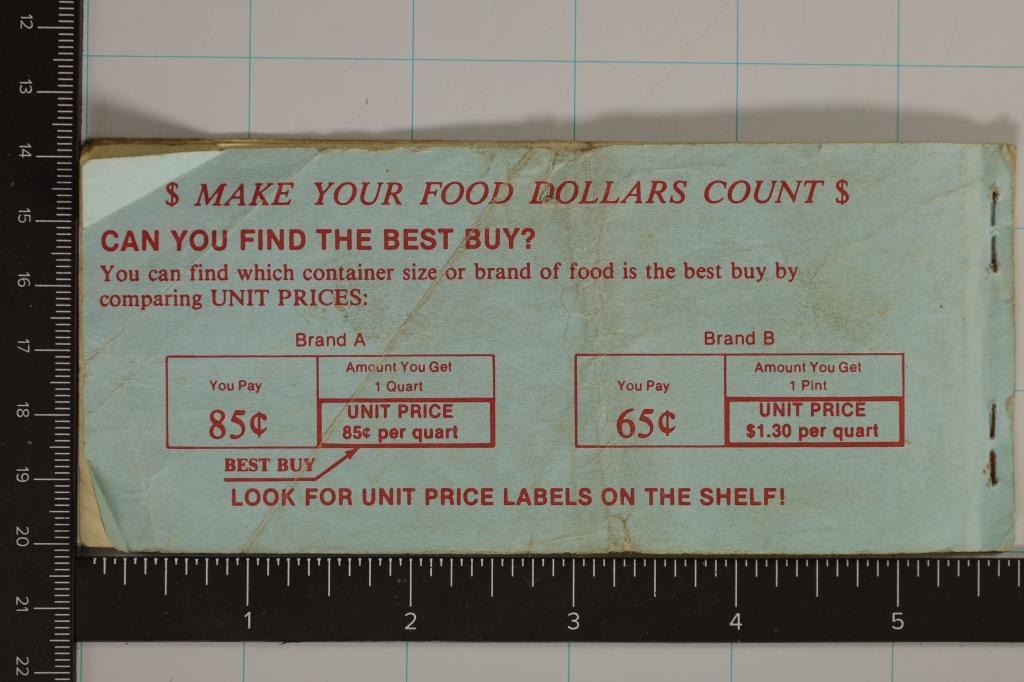 $ MAKE YOUR FOOD DOLLARS COUNT $
CAN YOU FIND THE BEST BUY?
You can find which container size or brand of food is the best buy by
comparing UNIT PRICES:
Brand A
You Pay
85¢
Amount You Get
1 Quart
UNIT PRICE
85¢ per quart
BEST BUY
Brand B
You Pay
65¢
Amount You Get
1 Pint
UNIT PRICE
$1.30 per quart
LOOK FOR UNIT PRICE LABELS ON THE SHELF!
12
13
14
15
16
17
18
19
20
21
22
1 2 3 4 5